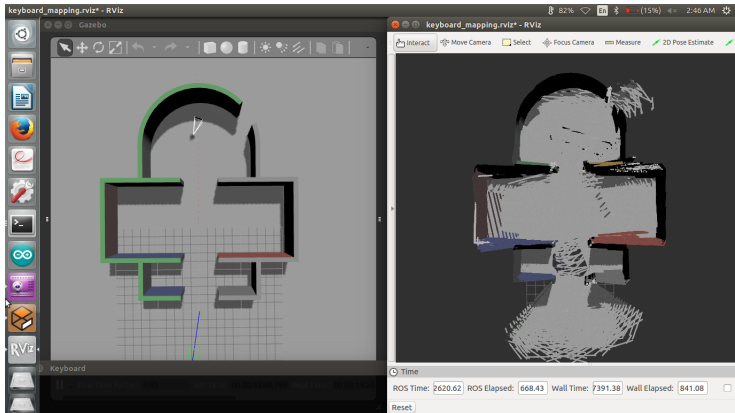 keyboard_mapping.rviz* - RViz
82%
En
(15%)
2:46 AM
Gazebo
keyboard_mapping.rviz* - RViz
Interact
Move Camera
Select
Focus Camera
Measure
2D Pose Estimate
RViz
Keyboard
Time
ROS Time: 2620.62 ROS Elapsed: 668.43 Wall Time: 7391.38 Wall Elapsed: 841.08
Reset